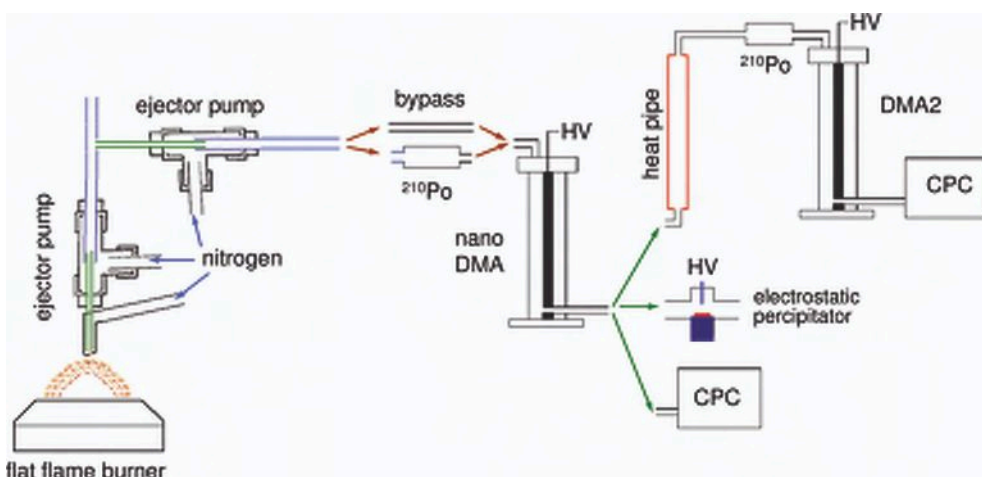 HV
ejector pump
bypass
210Po
DMA2
HV
heat pipe
CPC
210Po
ejector pump
nitrogen
nano
DMA
HV
electrostatic
percipitator
CPC
flat flame burner